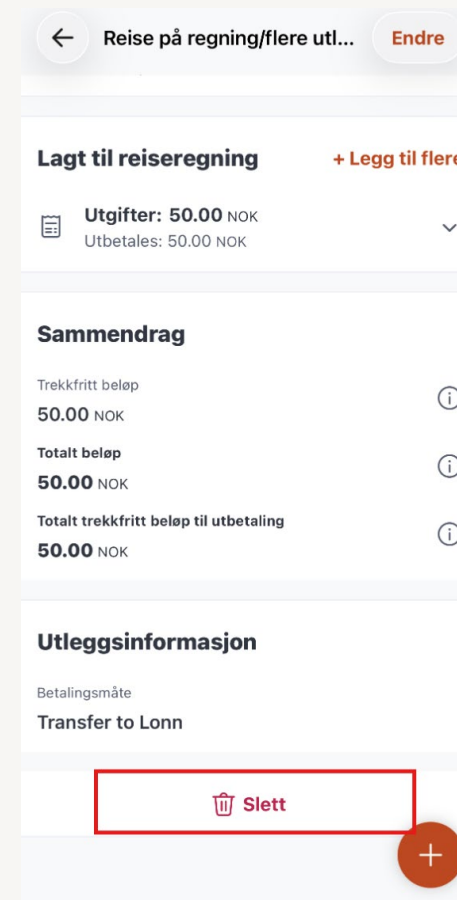 Reise på regning/flere utl...
Endre
Lagt til reiseregning
+ Legg til flere
Utgifter: 50.00 NOK
Utbetales: 50.00 NOK
Sammendrag
Trekkfritt beløp
50.00 NOK
Totalt beløp
50.00 NOK
Totalt trekkfritt beløp til utbetaling
50.00 NOK
Utleggsinformasjon
Betalingsmåte
Transfer to Lonn
Slett